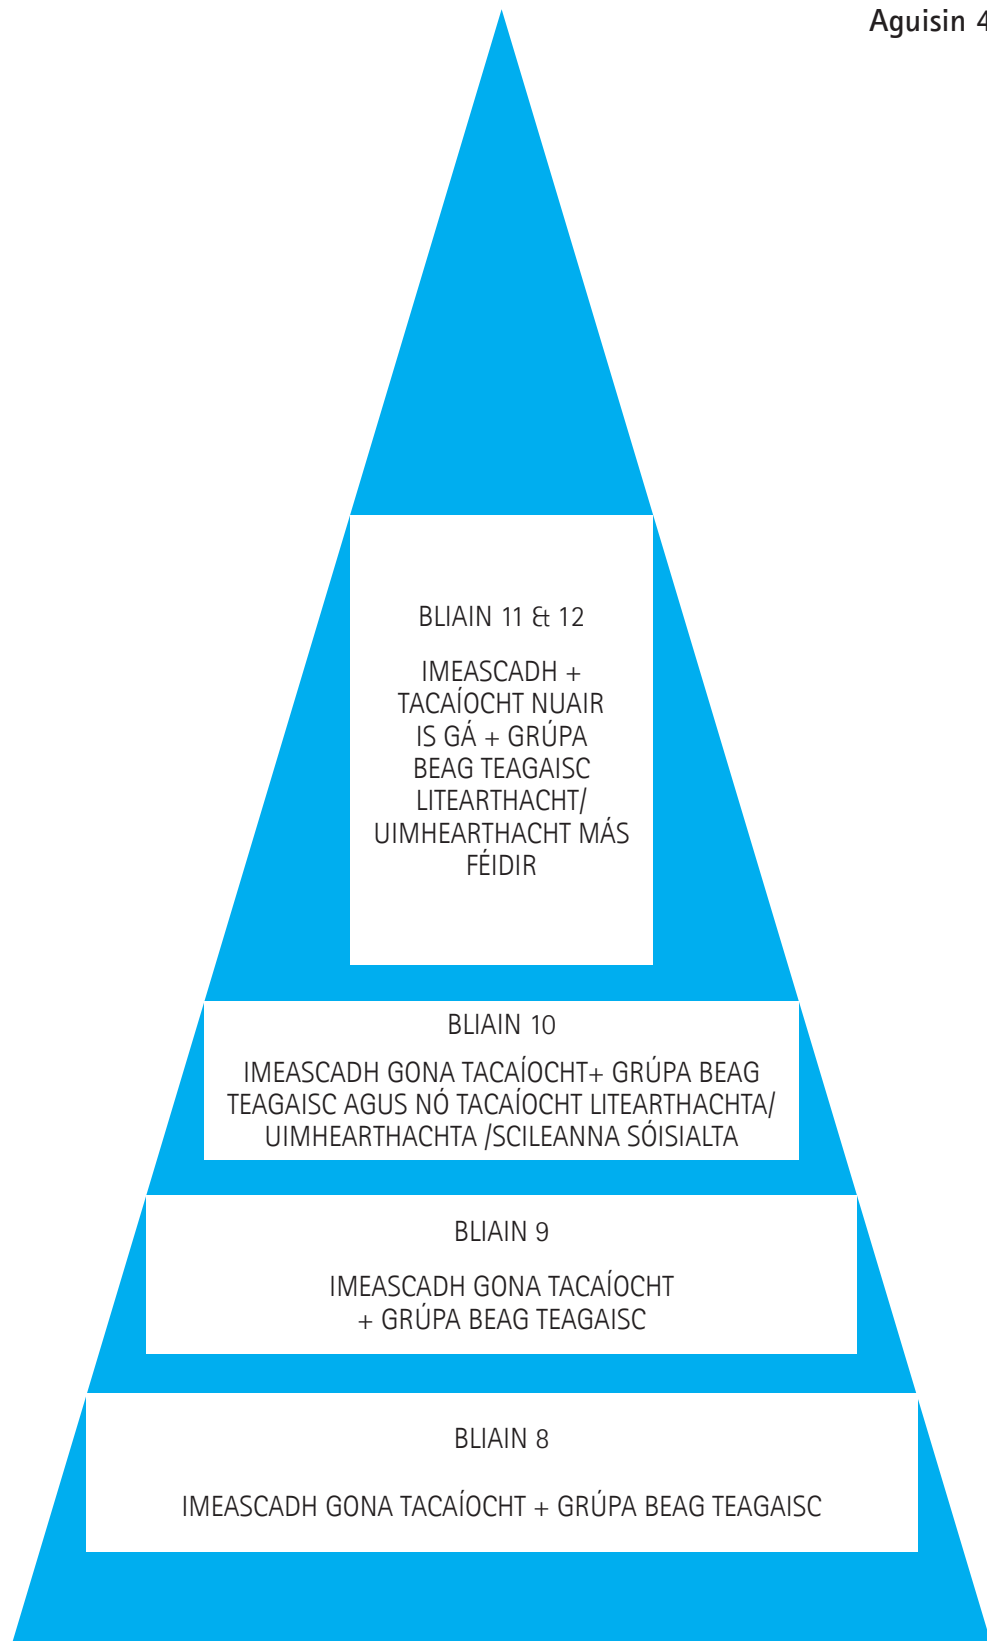 Aguisin 4
BLIAIN 11 & 12
IMEASCADH +
TACAÍOCHT NUAIR
IS GÁ + GRÚPA
BEAG TEAGAISC
LITEARTHACHT/
UIMHEARTHACHT MÁS
FÉIDIR
BLIAIN 10
IMEASCADH GONA TACAÍOCHT+ GRÚPA BEAG
TEAGAISC AGUS NÓ TACAÍOCHT LITEARTHACHTA/
UIMHEARTHACHTA /SCILEANNA SÓISIALTA
BLIAIN 9
IMEASCADH GONA TACAÍOCHT
+ GRÚPA BEAG TEAGAISC
BLIAIN 8
IMEASCADH GONA TACAÍOCHT + GRÚPA BEAG TEAGAISC